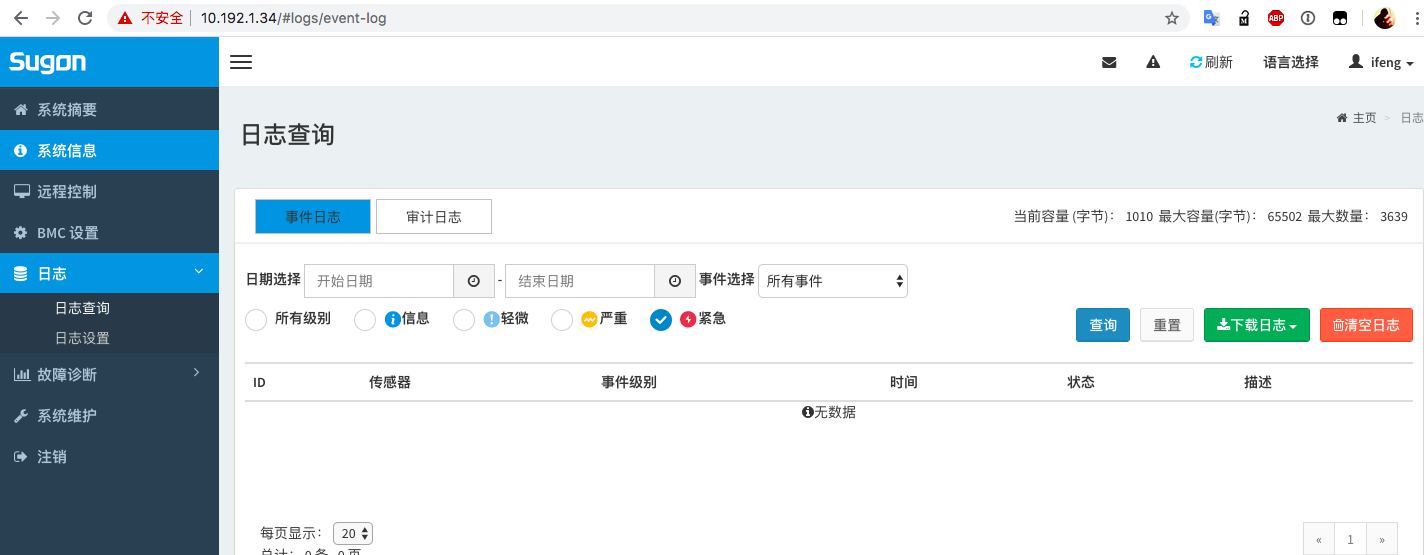 不安全 10.192.1.34/#logs/event-log
Sugon
刷新 语言选择 ifeng
系统摘要
系统信息
远程控制
BMC 设置
日志
日志查询
日志设置
故障诊断
系统维护
注销
日志查询
主页 > 日志
事件日志 审计日志 当前容量 (字节)： 1010 最大容量(字节)： 65502 最大数量： 3639
日期选择 开始日期 - 结束日期 事件选择 所有事件
所有级别 信息 轻微 严重 紧急
查询 重置 下载日志 清空日志
ID 传感器 事件级别 时间 状态 描述
无数据
每页显示： 20
总计： 0 条 0 页
« 1 »